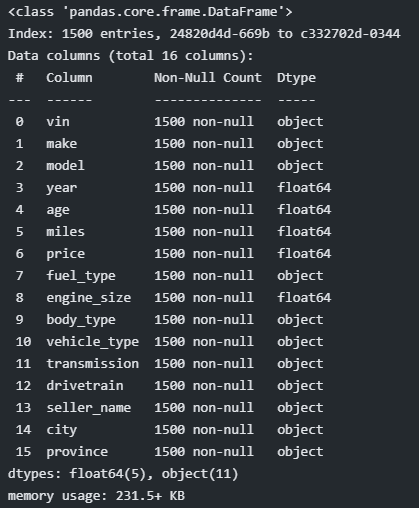 <class 'pandas.core.frame.DataFrame'>
Index: 1500 entries, 24820d4d-669b to c332702d-0344
Data columns (total 16 columns):
 #   Column        Non-Null Count  Dtype
---  ------        --------------  -----
 0   vin           1500 non-null   object
 1   make          1500 non-null   object
 2   model         1500 non-null   object
 3   year          1500 non-null   float64
 4   age           1500 non-null   float64
 5   miles         1500 non-null   float64
 6   price         1500 non-null   float64
 7   fuel_type     1500 non-null   object
 8   engine_size   1500 non-null   float64
 9   body_type     1500 non-null   object
 10  vehicle_type  1500 non-null   object
 11  transmission  1500 non-null   object
 12  drivetrain    1500 non-null   object
 13  seller_name   1500 non-null   object
 14  city          1500 non-null   object
 15  province      1500 non-null   object
dtypes: float64(5), object(11)
memory usage: 231.5+ KB